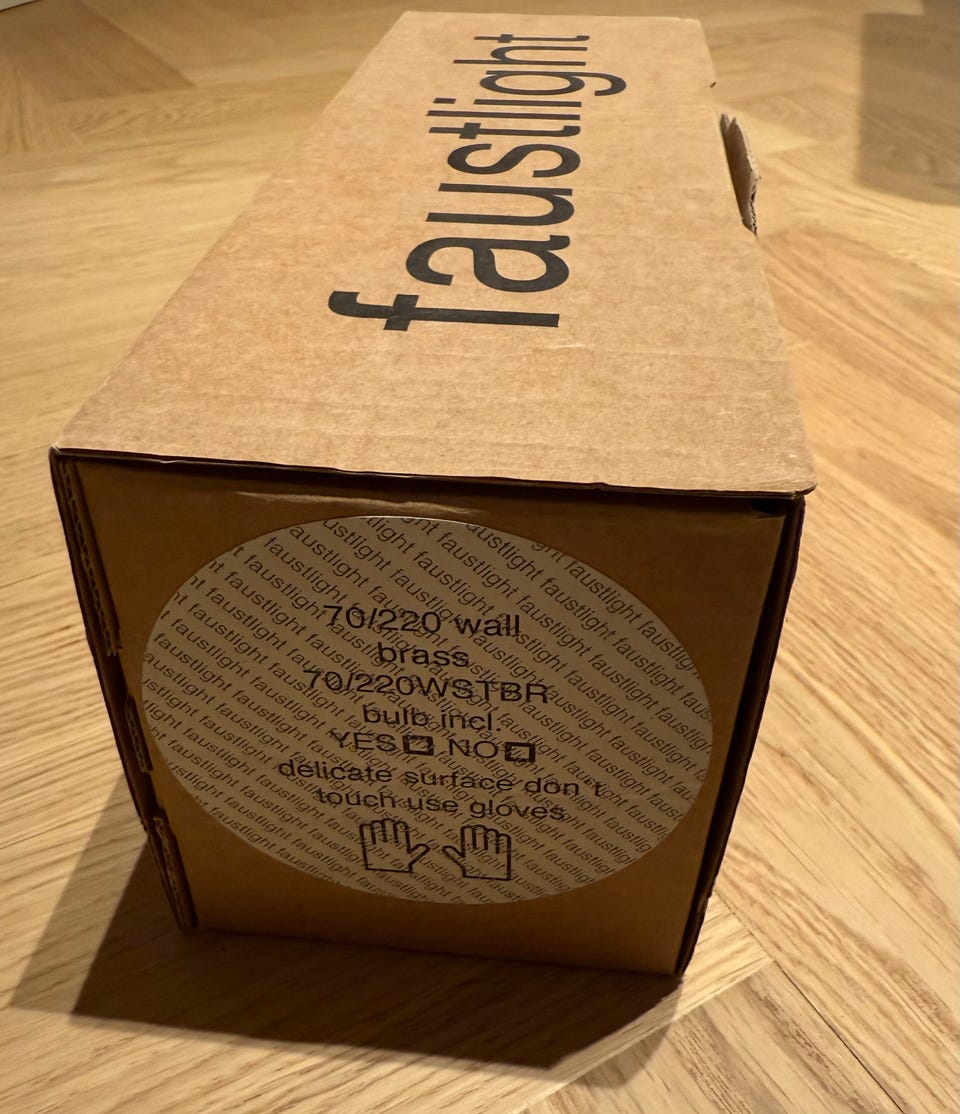 faustlight
70/220 wall
brass
70/220WSTBR
bulb incl.
YES NO
delicate surface don't
touch use gloves